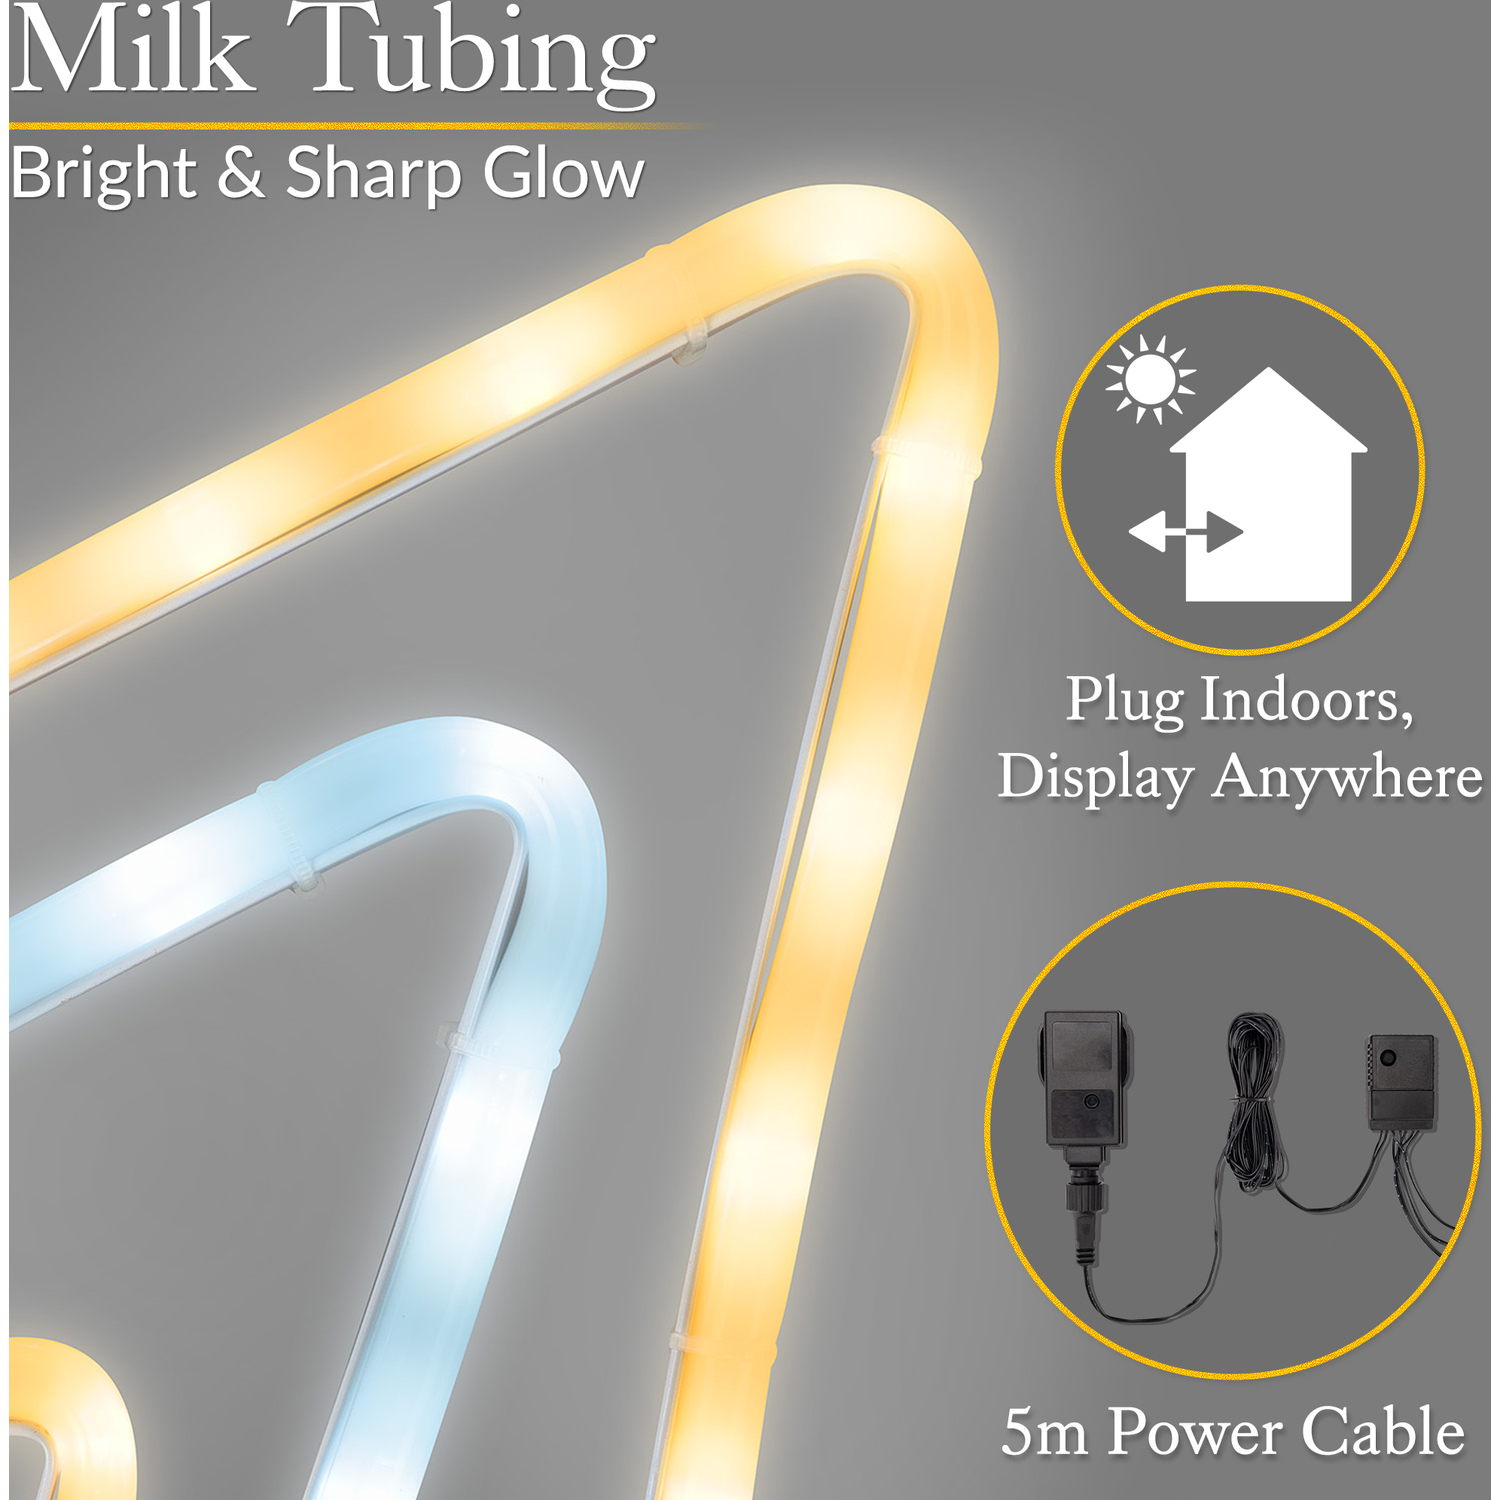 Milk Tubing
Bright & Sharp Glow
Plug Indoors,
Display Anywhere
5m Power Cable